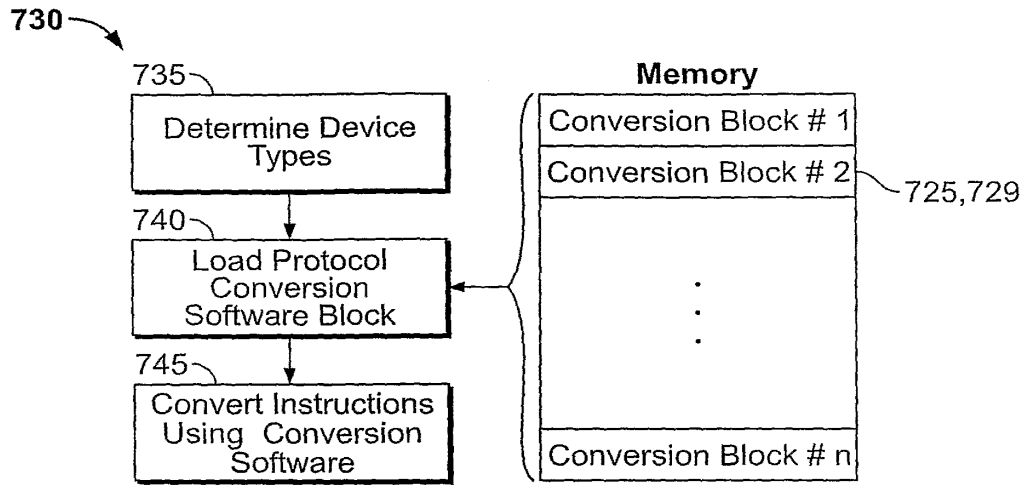 730
735
Determine Device
Types
740
Load Protocol
Conversion
Software Block
745
Convert Instructions
Using Conversion
Software
Memory
Conversion Block # 1
Conversion Block # 2
725,729
Conversion Block # n